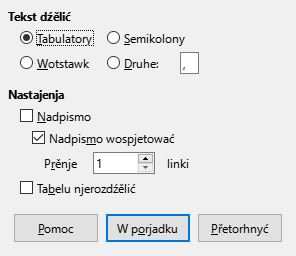 Tekst dźělić
Tabulatory Semikolony
Wotstawk Druhe: ,
Nastajenja
Nadpismo
Nadpismo wospjetować
Prěnje 1 linki
Tabelu njerozdźělić
Pomoc W porjadku Přetorhnyć